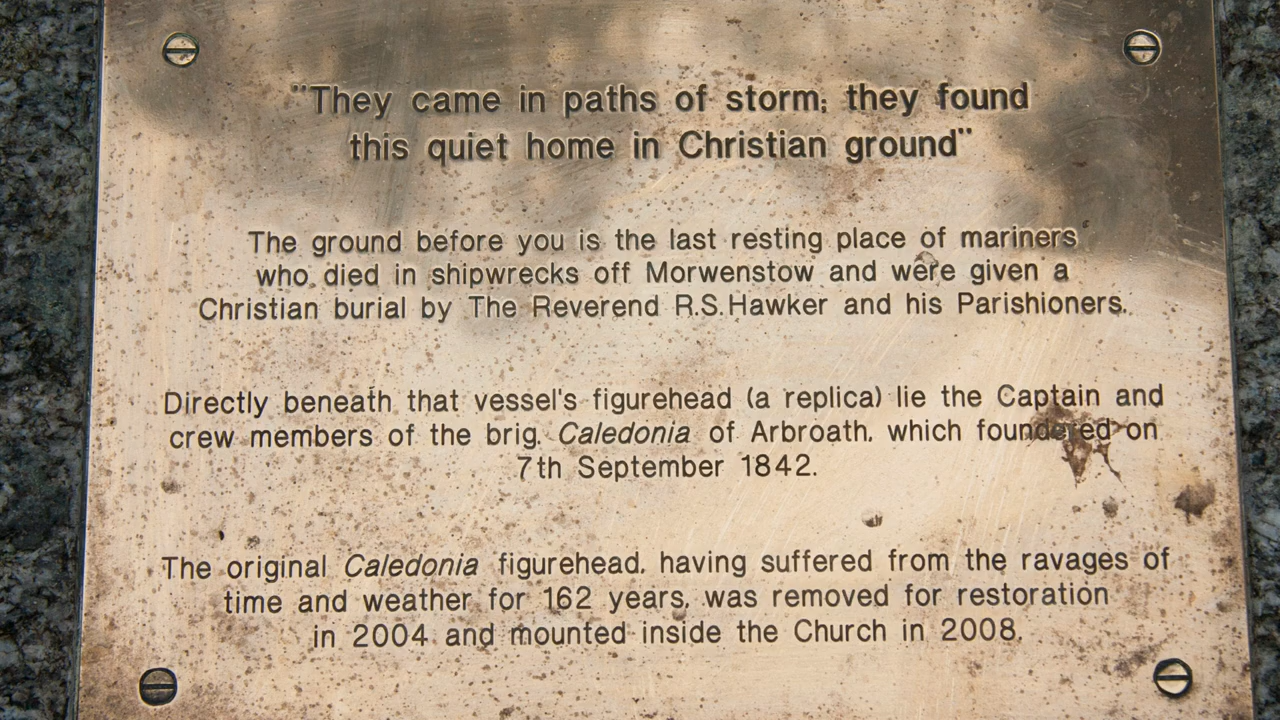 "They came in paths of storm; they found
this quiet home in Christian ground"
The ground before you is the last resting place of mariners
who died in shipwrecks off Morwenstow and were given a
Christian burial by The Reverend R.S.Hawker and his Parishioners.
Directly beneath that vessel's figurehead (a replica) lie the Captain and
crew members of the brig, Caledonia of Arbroath, which foundered on
7th September 1842.
The original Caledonia figurehead, having suffered from the ravages of
time and weather for 162 years, was removed for restoration
in 2004 and mounted inside the Church in 2008.